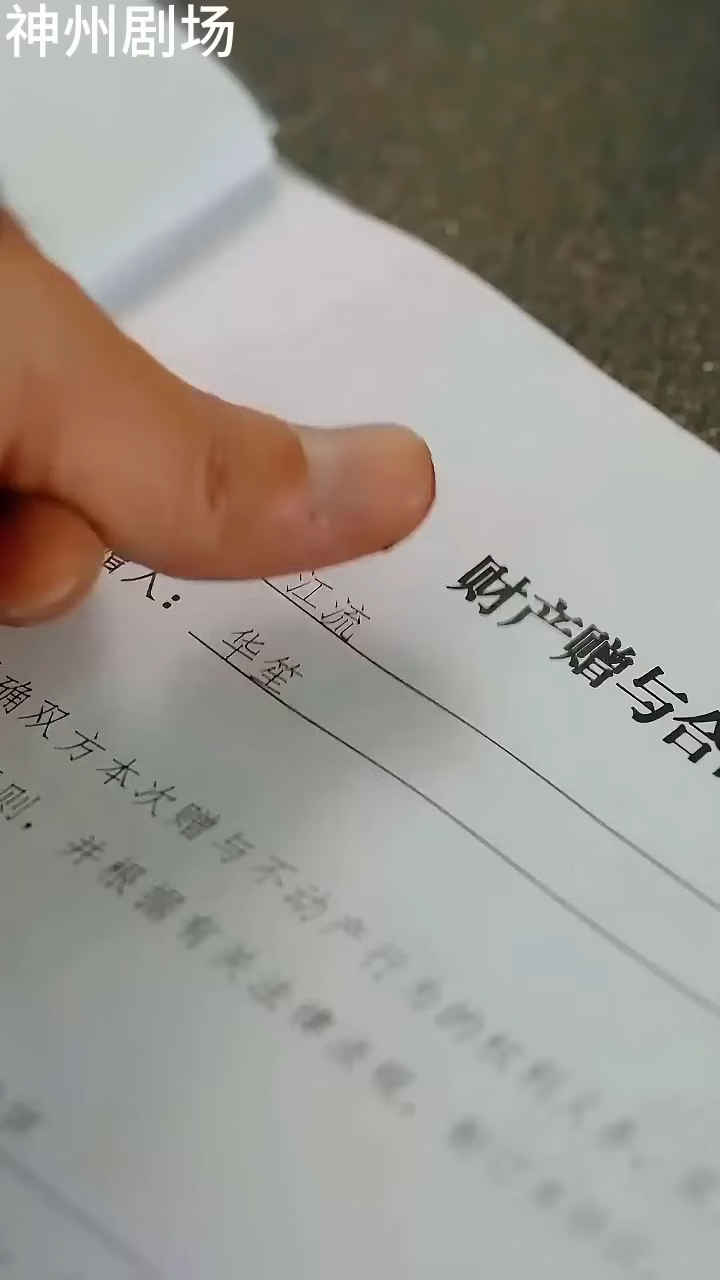 神州剧场
财产赠与合
江流
人：华笙
确双方本次赠与不动产行为的权利
则，并根据有关法律法规。